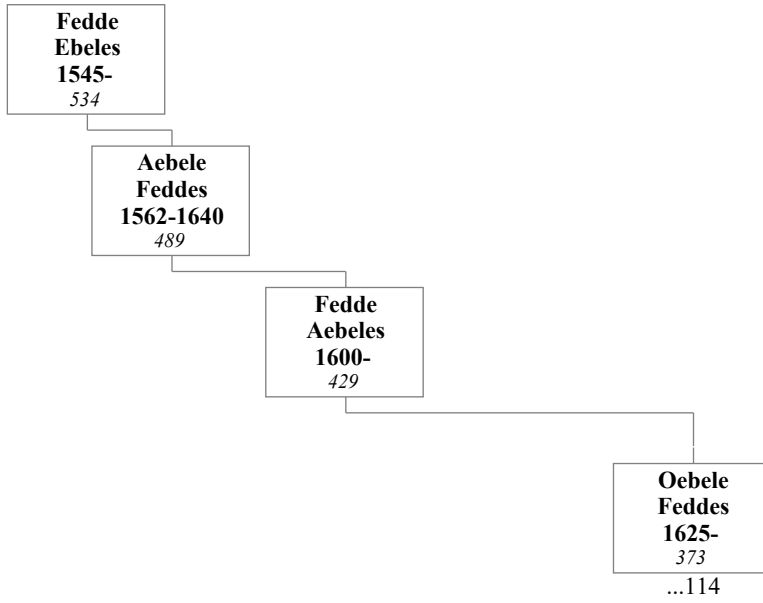 Fedde
Ebeles
1545-
534
Aebele
Feddes
1562-1640
489
Fedde
Aebeles
1600-
429
Oebele
Feddes
1625-
373
...114